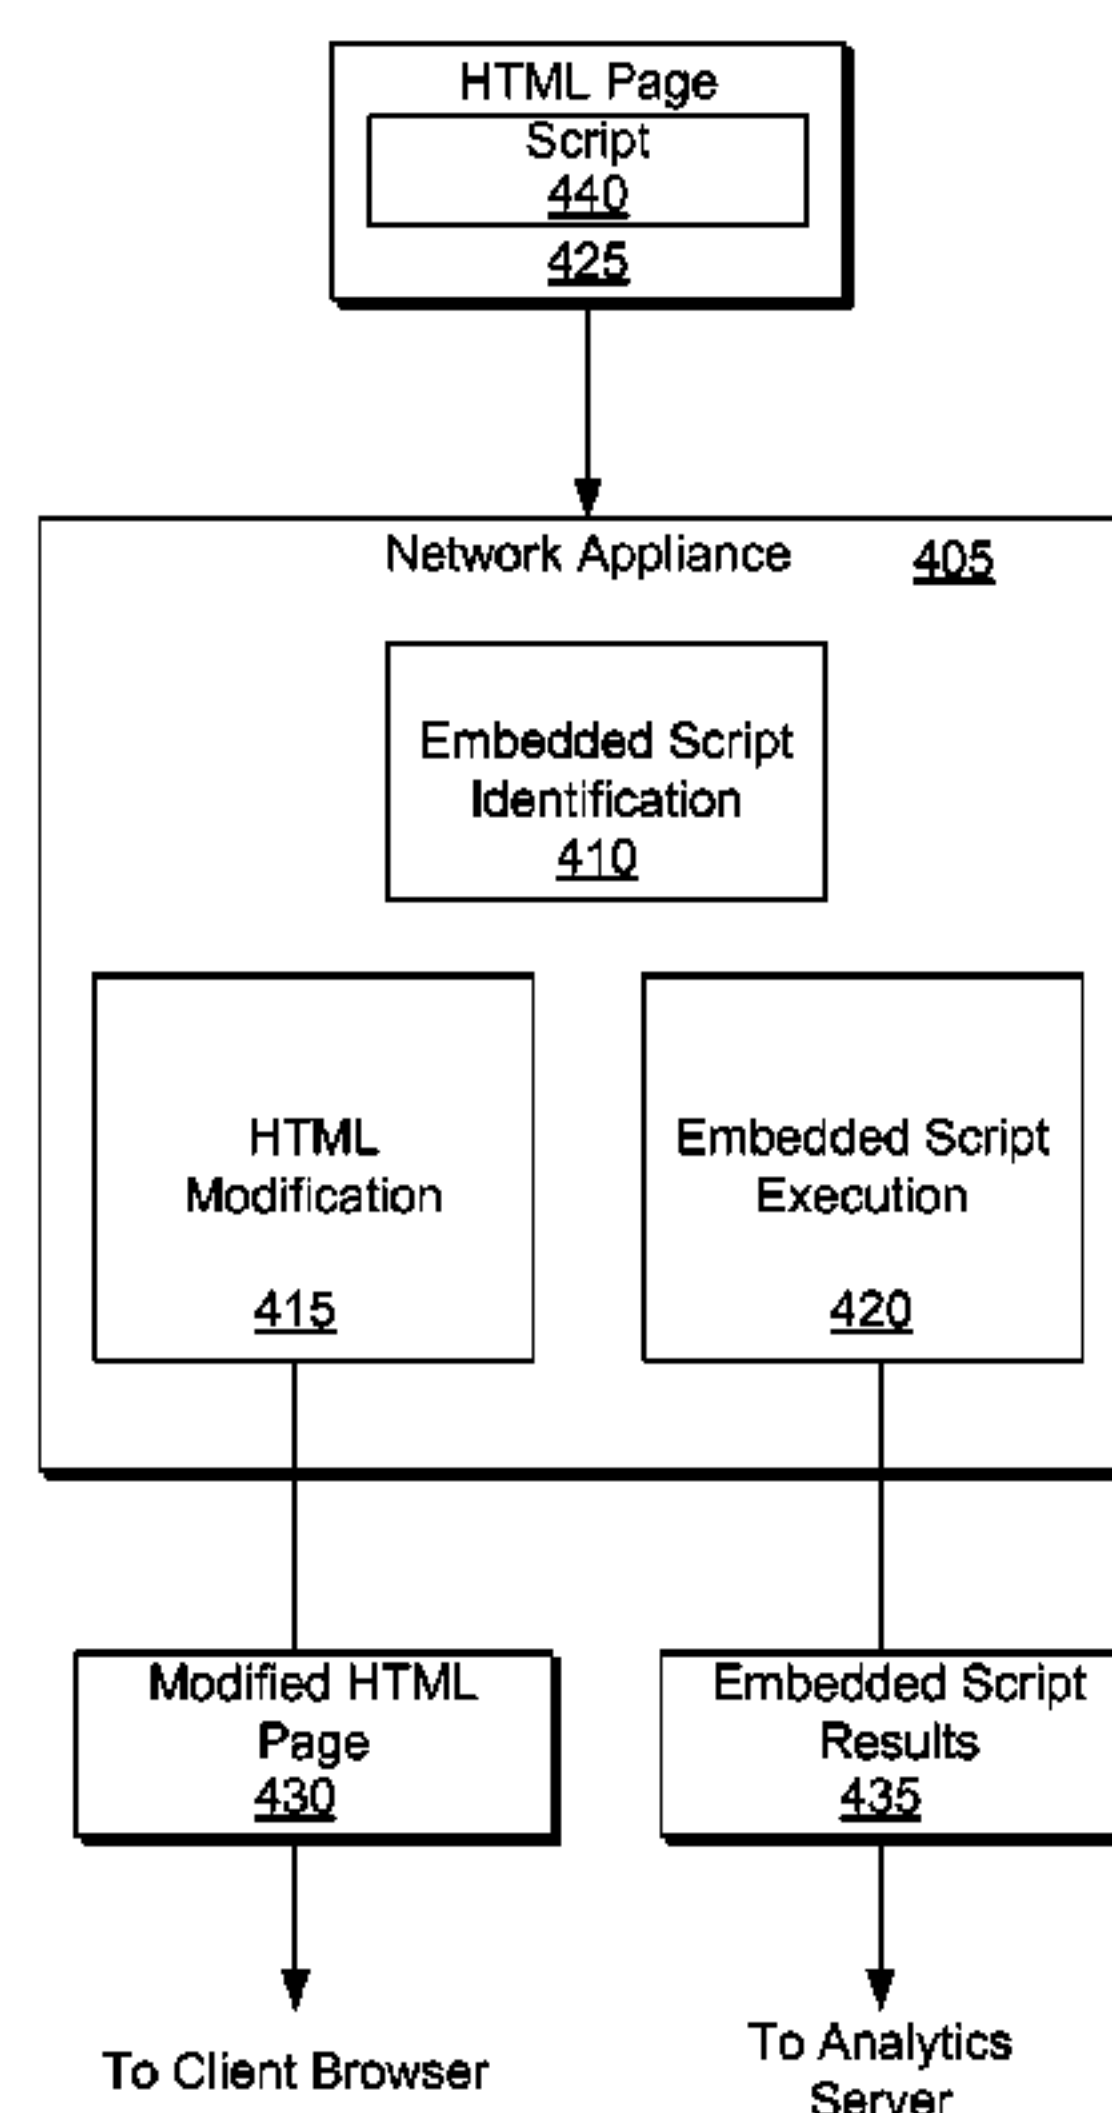 HTML Page
Script
440
425
Network Appliance 405
Embedded Script
Identification
410
HTML
Modification
415
Embedded Script
Execution
420
Modified HTML
Page
430
Embedded Script
Results
435
To Client Browser
To Analytics
Server